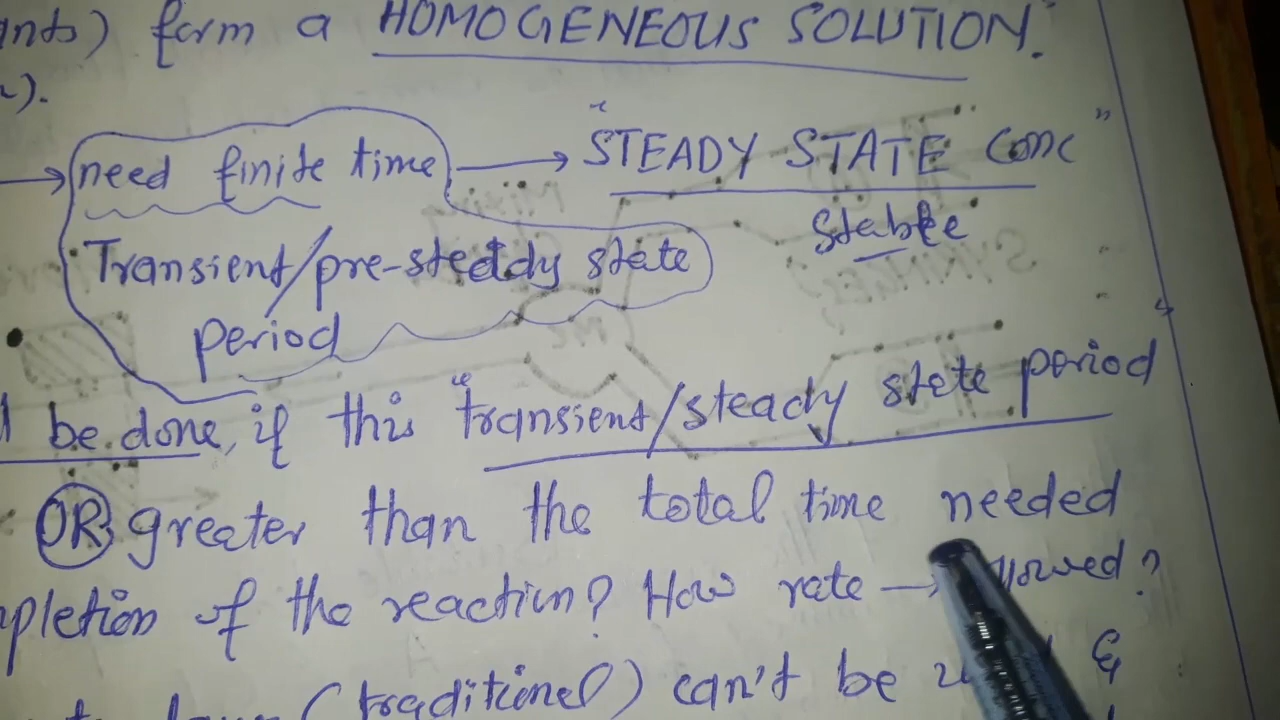 ants) form a HOMOGENEOUS SOLUTION.
→ need finite time → "STEADY STATE Conc"
Stable
Transient/pre-steady state
period
be done, if this "transient/steady state period"
OR greater than the total time needed
pletion of the reaction? How rate →
(traditional) can't be &